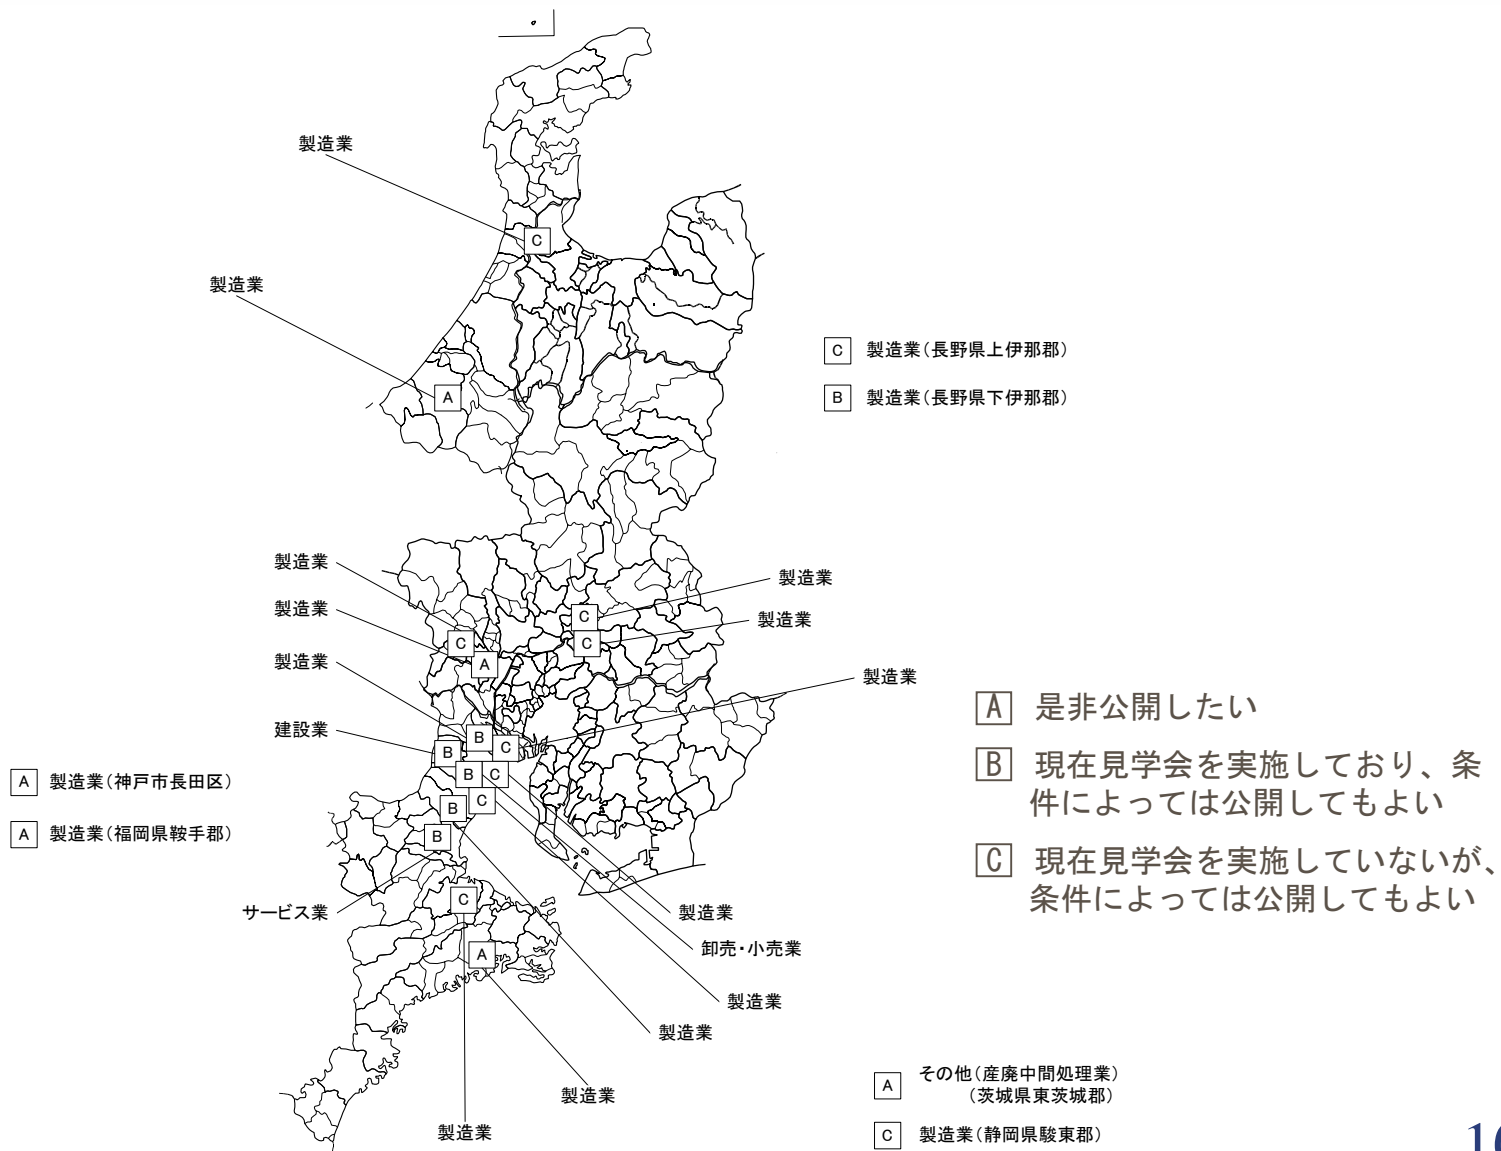 製造業
C
製造業
A
C 製造業(長野県上伊那郡)
B 製造業(長野県下伊那郡)
製造業
製造業
C
製造業
製造業
C
C
A
製造業
製造業
建設業
B
C
B
B
C
C
B
B
A 製造業(神戸市長田区)
A 製造業(福岡県鞍手郡)
A 是非公開したい
B 現在見学会を実施しており、条
件によっては公開してもよい
C 現在見学会を実施していないが、
条件によっては公開してもよい
C
サービス業
製造業
卸売・小売業
A
製造業
製造業
製造業
製造業
A その他(産廃中間処理業)
(茨城県東茨城郡)
C 製造業(静岡県駿東郡)